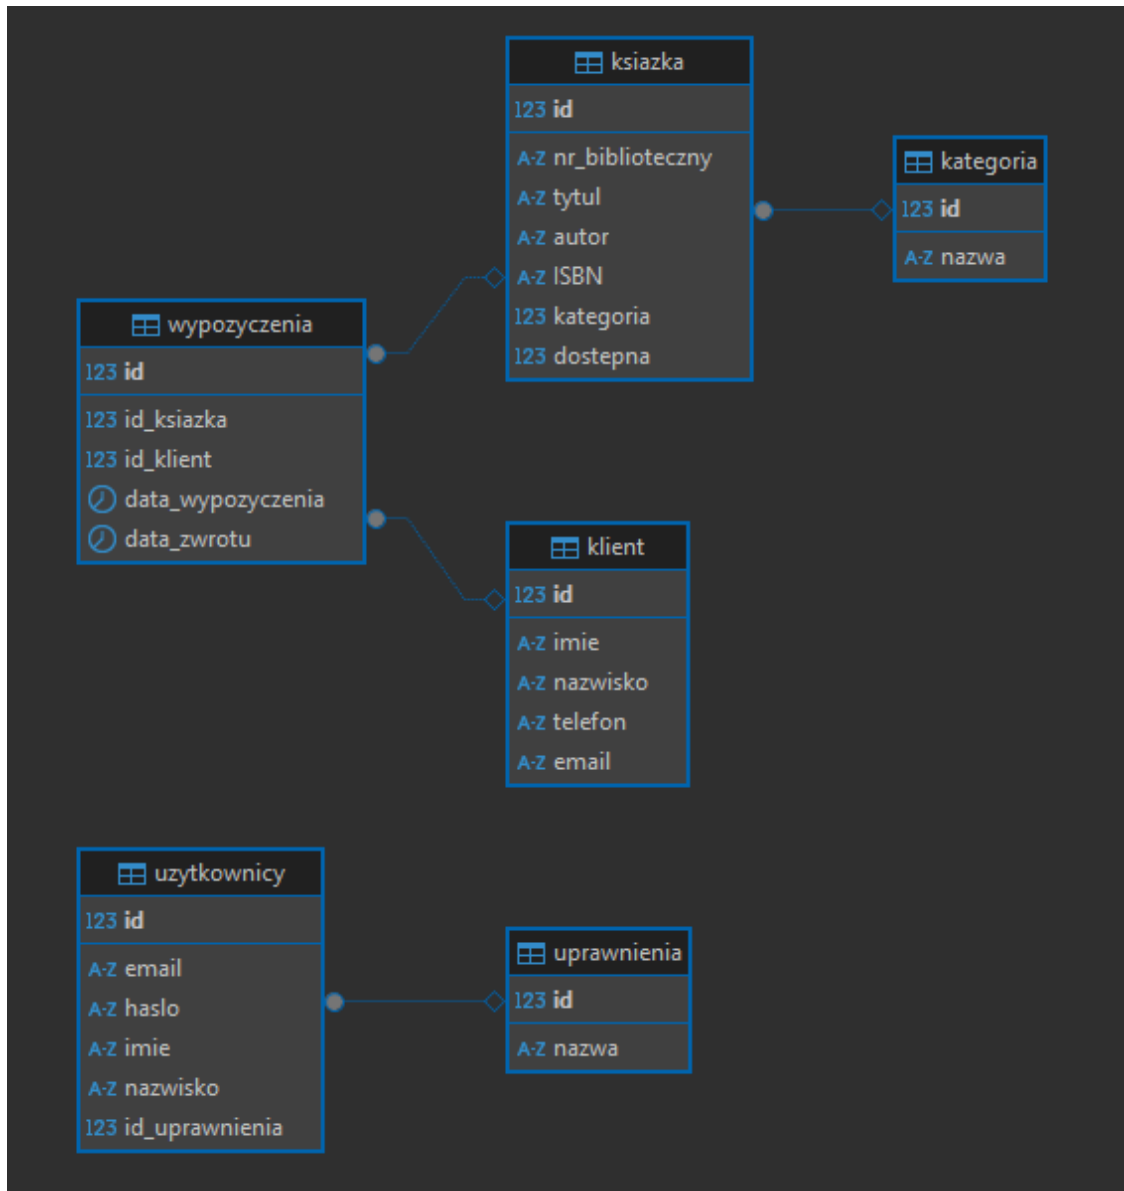 ksiazka
123 id
A-Z nr_biblioteczny
A-Z tytul
A-Z autor
A-Z ISBN
123 kategoria
123 dostepna
kategoria
123 id
A-Z nazwa
wypozyczenia
123 id
123 id_ksiazka
123 id_klient
data_wypozyczenia
data_zwrotu
klient
123 id
A-Z imie
A-Z nazwisko
A-Z telefon
A-Z email
uzytkownicy
123 id
A-Z email
A-Z haslo
A-Z imie
A-Z nazwisko
123 id_uprawnienia
uprawnienia
123 id
A-Z nazwa